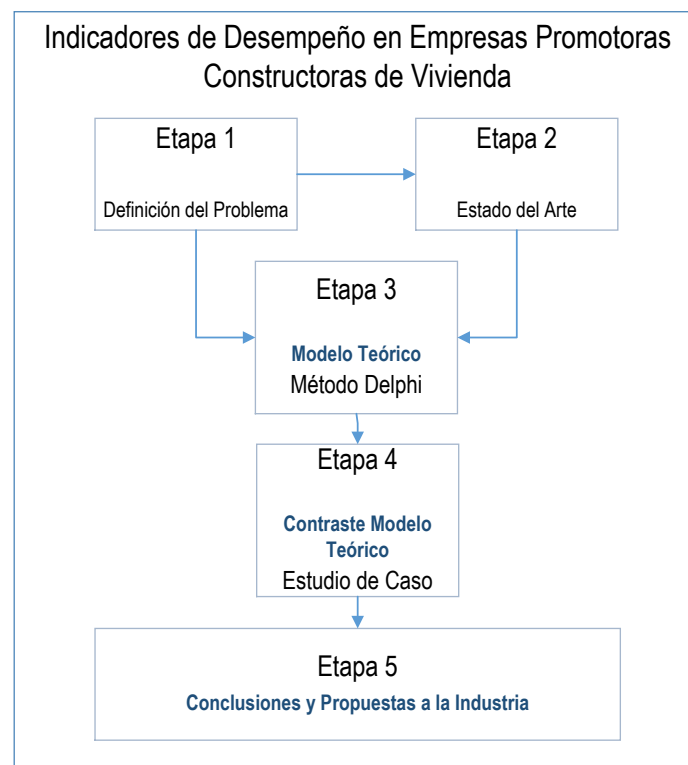 Indicadores de Desempeño en Empresas Promotoras
Constructoras de Vivienda
Etapa 1
Definición del Problema
Etapa 2
Estado del Arte
Etapa 3
Modelo Teórico
Método Delphi
Etapa 4
Contraste Modelo
Teórico
Estudio de Caso
Etapa 5
Conclusiones y Propuestas a la Industria